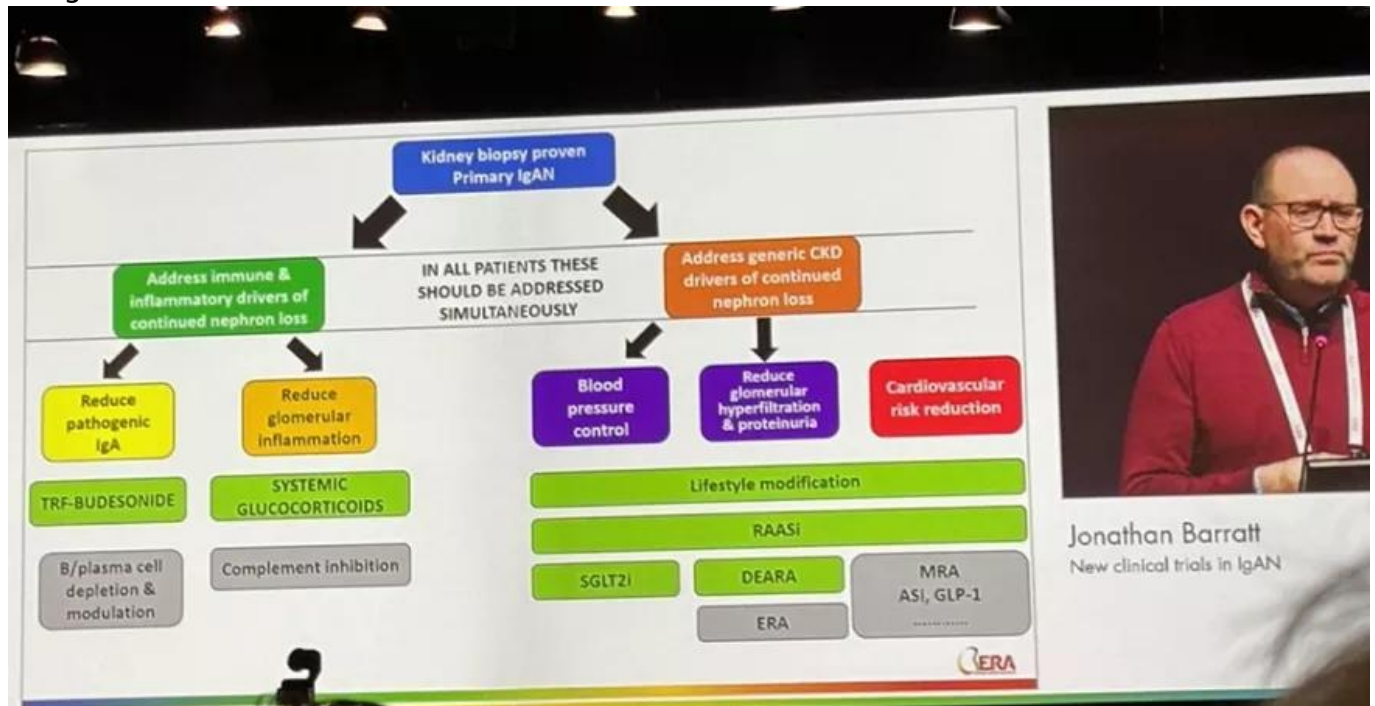 Kidney biopsy proven
Primary IgAN
Address immune &
inflammatory drivers of
continued nephron loss
IN ALL PATIENTS THESE
SHOULD BE ADDRESSED
SIMULTANEOUSLY
Address generic CKD
drivers of continued
nephron loss
Reduce
pathogenic
IgA
Reduce
glomerular
inflammation
Blood
pressure
control
Reduce
glomerular
hyperfiltration
& proteinuria
Cardiovascular
risk reduction
TRF-BUDESONIDE
SYSTEMIC
GLUCOCORTICOIDS
Lifestyle modification
RAASi
B/plasma cell
depletion &
modulation
Complement inhibition
SGLT2i
DEARA
ERA
MRA
ASi, GLP-1
............
ERA
Jonathan Barratt
New clinical trials in IgAN